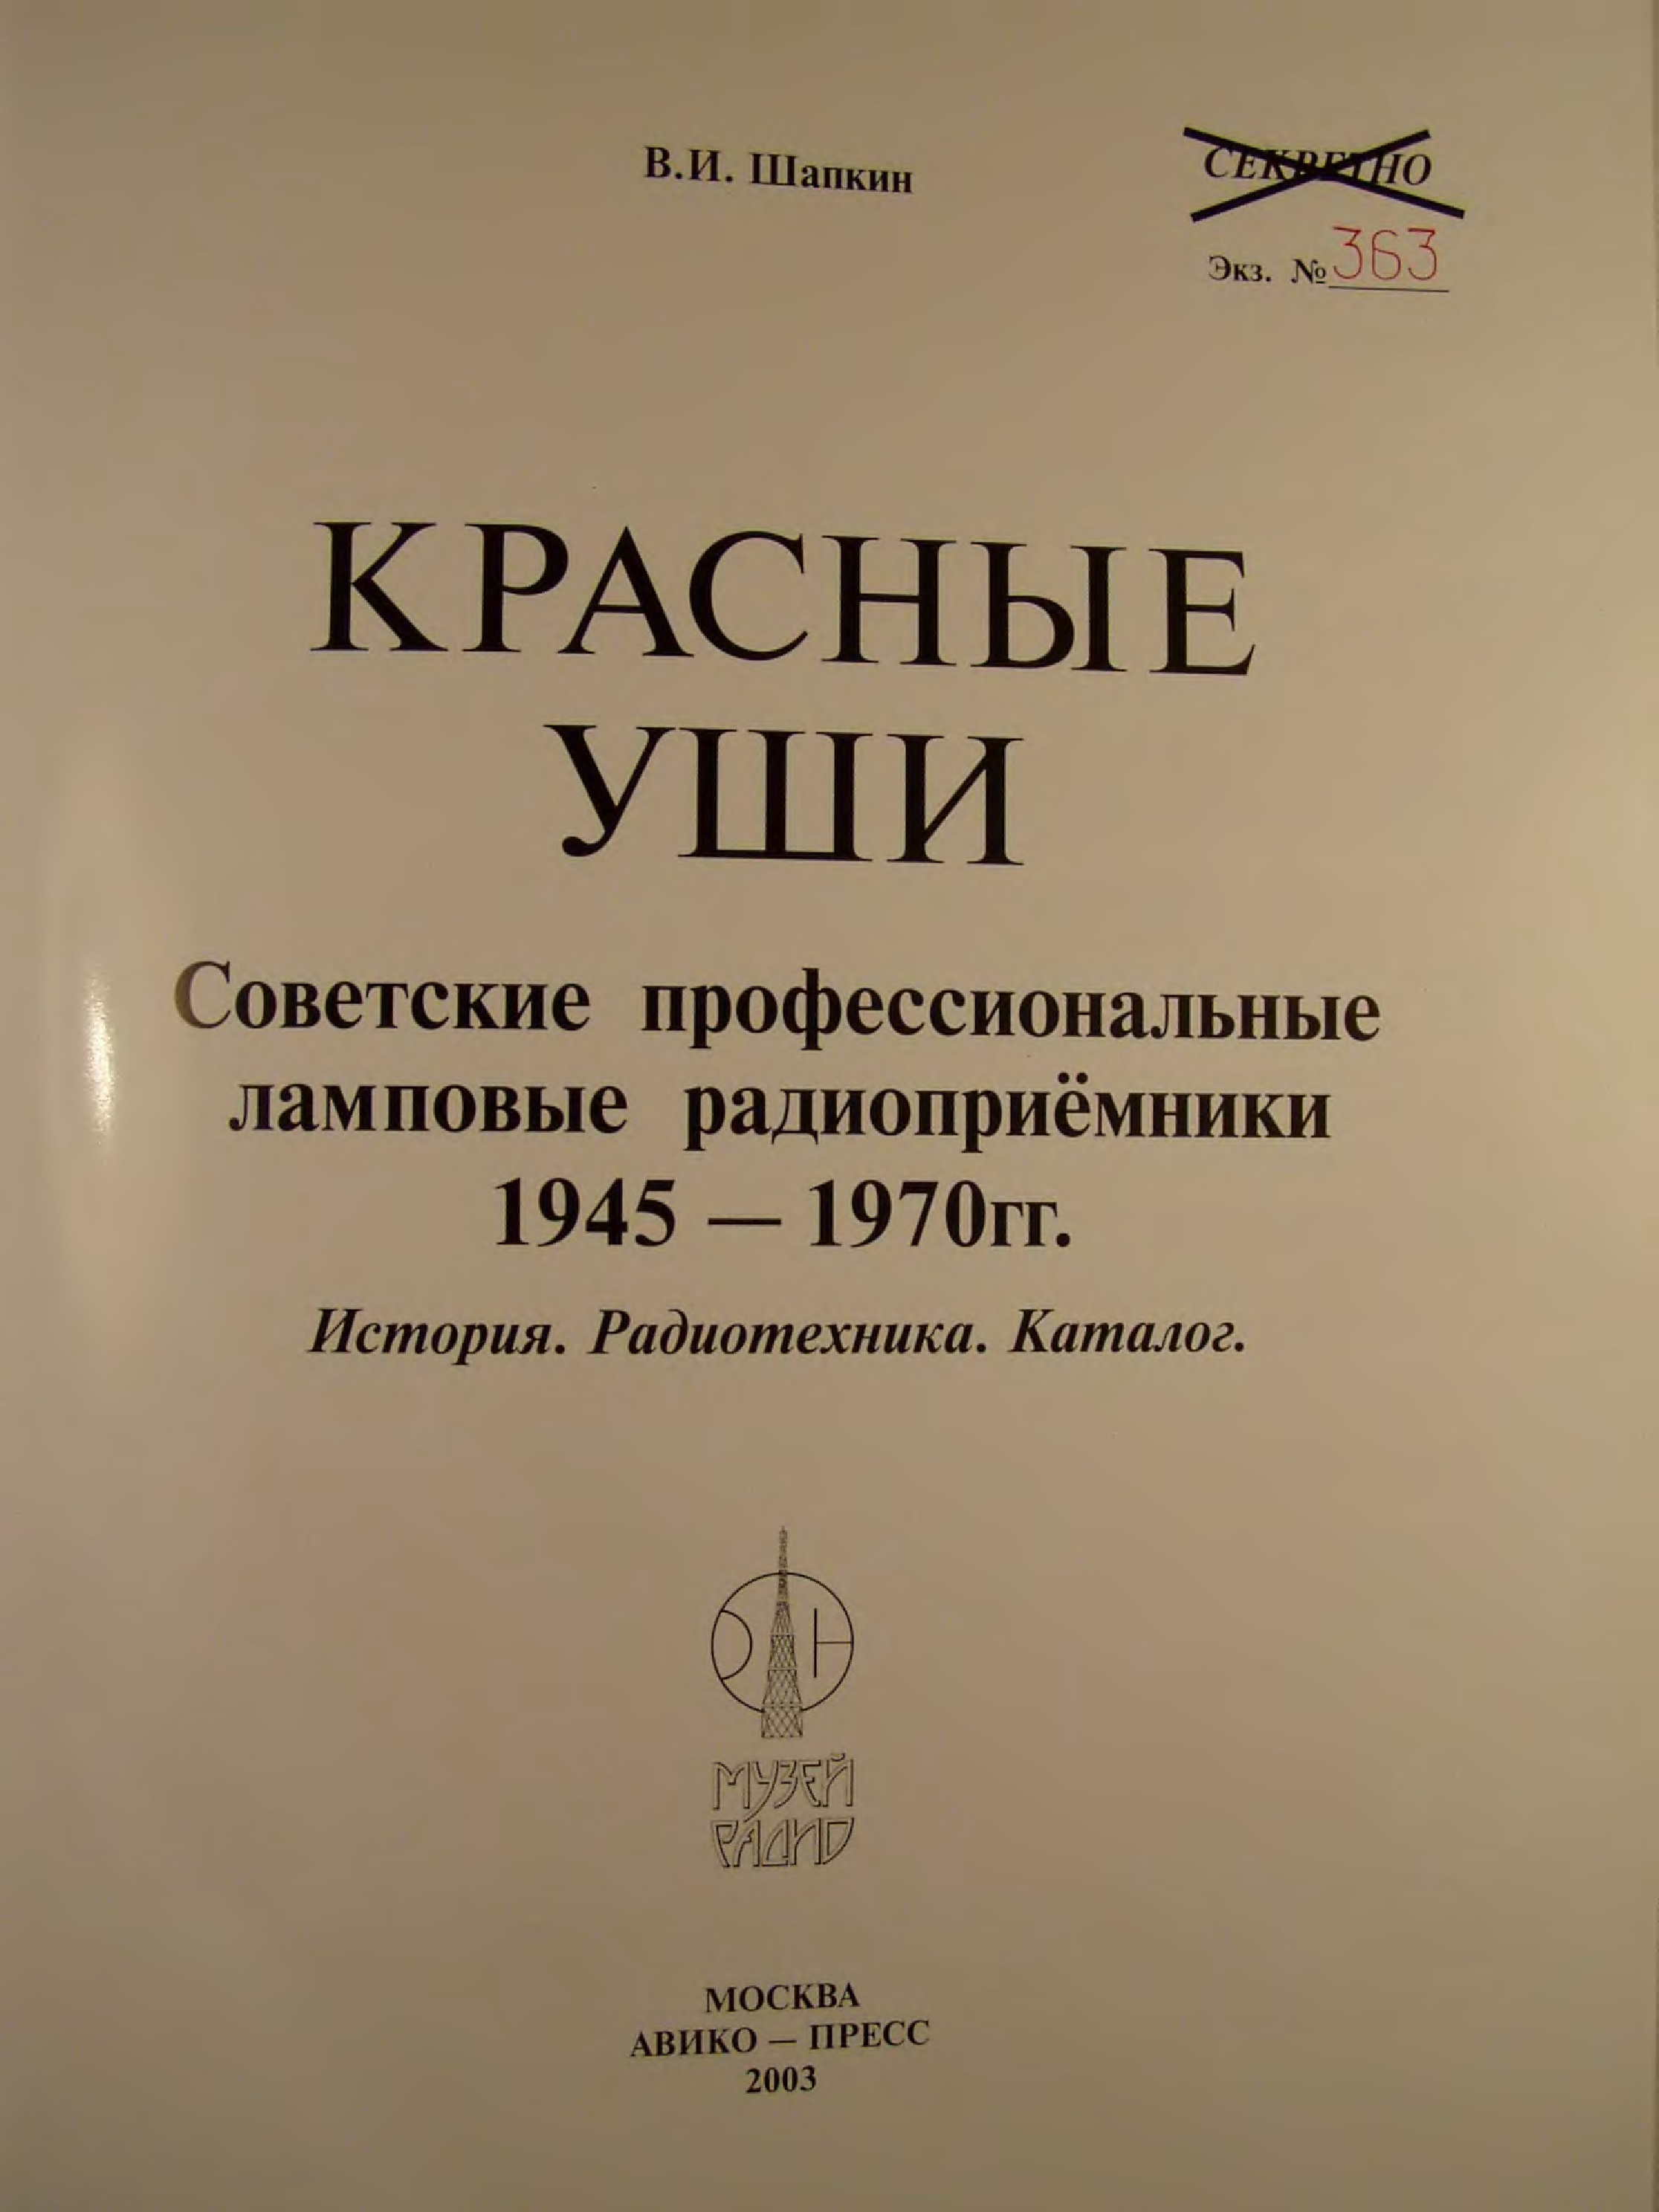 В.И. Шапкин
СЕКРЕТНО
Экз. №363
КРАСНЫЕ
УШИ
Советские профессиональные
ламповые радиоприёмники
1945 — 1970гг.
История. Радиотехника. Каталог.
МУЗЕЙ
РАДИО
МОСКВА
АВИКО — ПРЕСС
2003